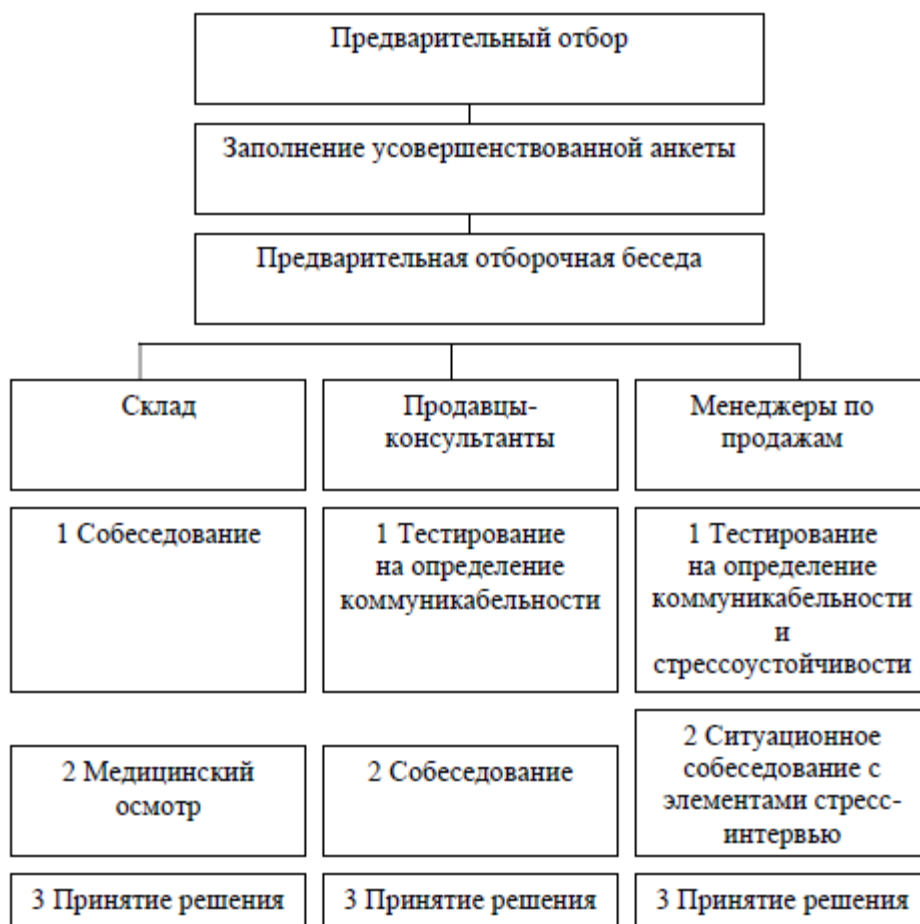 Предварительный отбор
Заполнение усовершенствованной анкеты
Предварительная отборочная беседа
Склад
Продавцы-
консультанты
Менеджеры по
продажам
1 Собеседование
1 Тестирование
на определение
коммуникабельности
1 Тестирование
на определение
коммуникабельности
и
стрессоустойчивости
2 Медицинский
осмотр
2 Собеседование
2 Ситуационное
собеседование с
элементами стресс-
интервью
3 Принятие решения
3 Принятие решения
3 Принятие решения